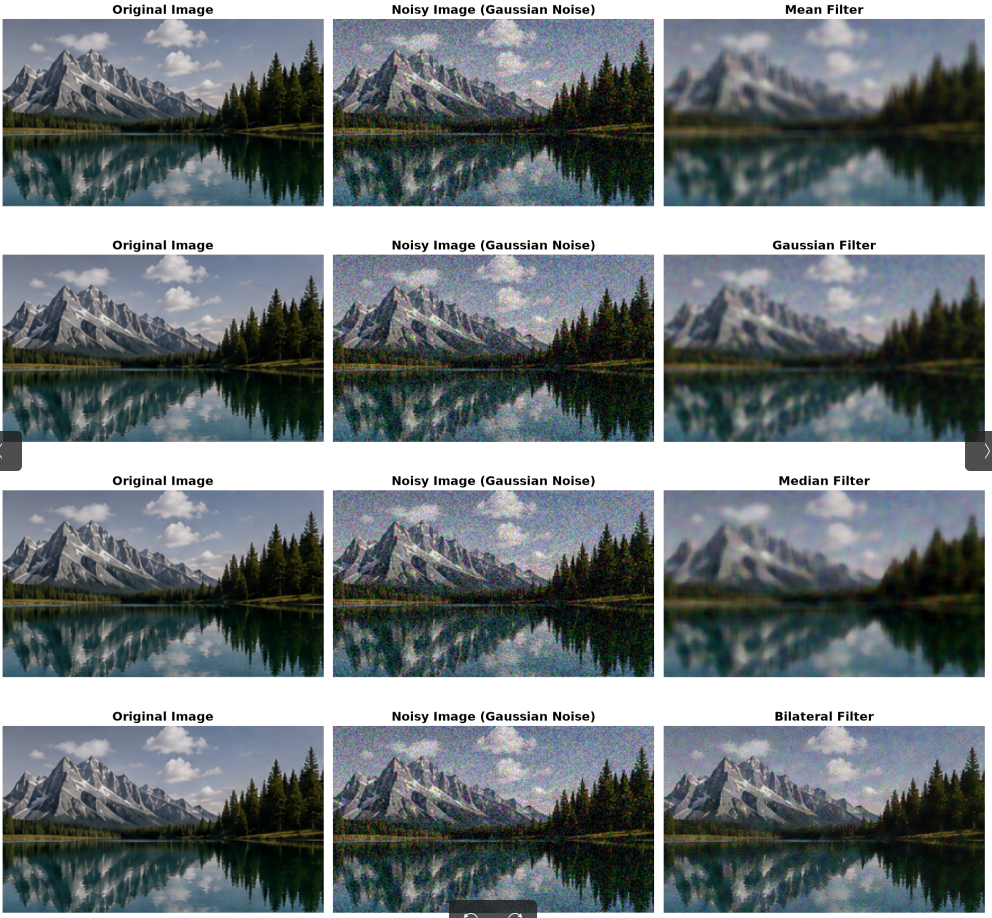 Original Image
Noisy Image (Gaussian Noise)
Mean Filter
Original Image
Noisy Image (Gaussian Noise)
Gaussian Filter
Original Image
Noisy Image (Gaussian Noise)
Median Filter
Original Image
Noisy Image (Gaussian Noise)
Bilateral Filter